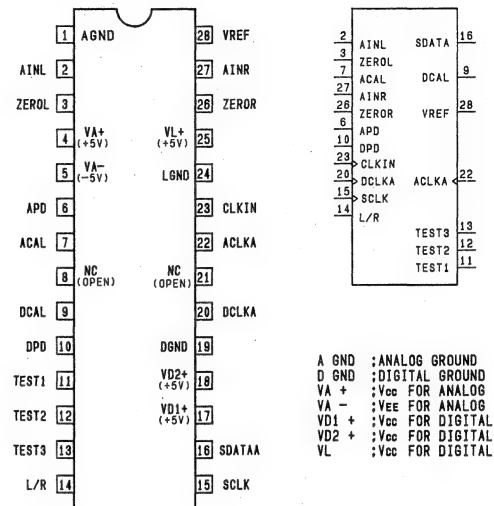 1 AGND 28 VREF
AINL 2 27 AINR
ZEROL 3 26 ZEROR
4 VA+ (+5V) VL+ (+5V) 25
5 VA- (-5V) LGND 24
APD 6 23 CLKIN
ACAL 7 22 ACLKA
8 NC (OPEN) NC (OPEN) 21
DCAL 9 20 DCLKA
DPD 10 DGND 19
TEST1 11 VD2+ (+5V) 18
TEST2 12 VD1+ (+5V) 17
TEST3 13 16 SDATAA
L/R 14 15 SCLK
2 AINL SDATA 16
3 ZEROL
7 ACAL DCAL 9
27 AINR
26 ZEROR VREF 28
6 APD
10 DPD
23 CLKIN
20 DCLKA ACLKA 22
15 SCLK
14 L/R
TEST3 13
TEST2 12
TEST1 11
A GND ;ANALOG GROUND
D GND ;DIGITAL GROUND
VA + ;Vcc FOR ANALOG
VA - ;VEE FOR ANALOG
VD1 + ;Vcc FOR DIGITAL
VD2 + ;Vcc FOR DIGITAL
VL ;Vcc FOR DIGITAL